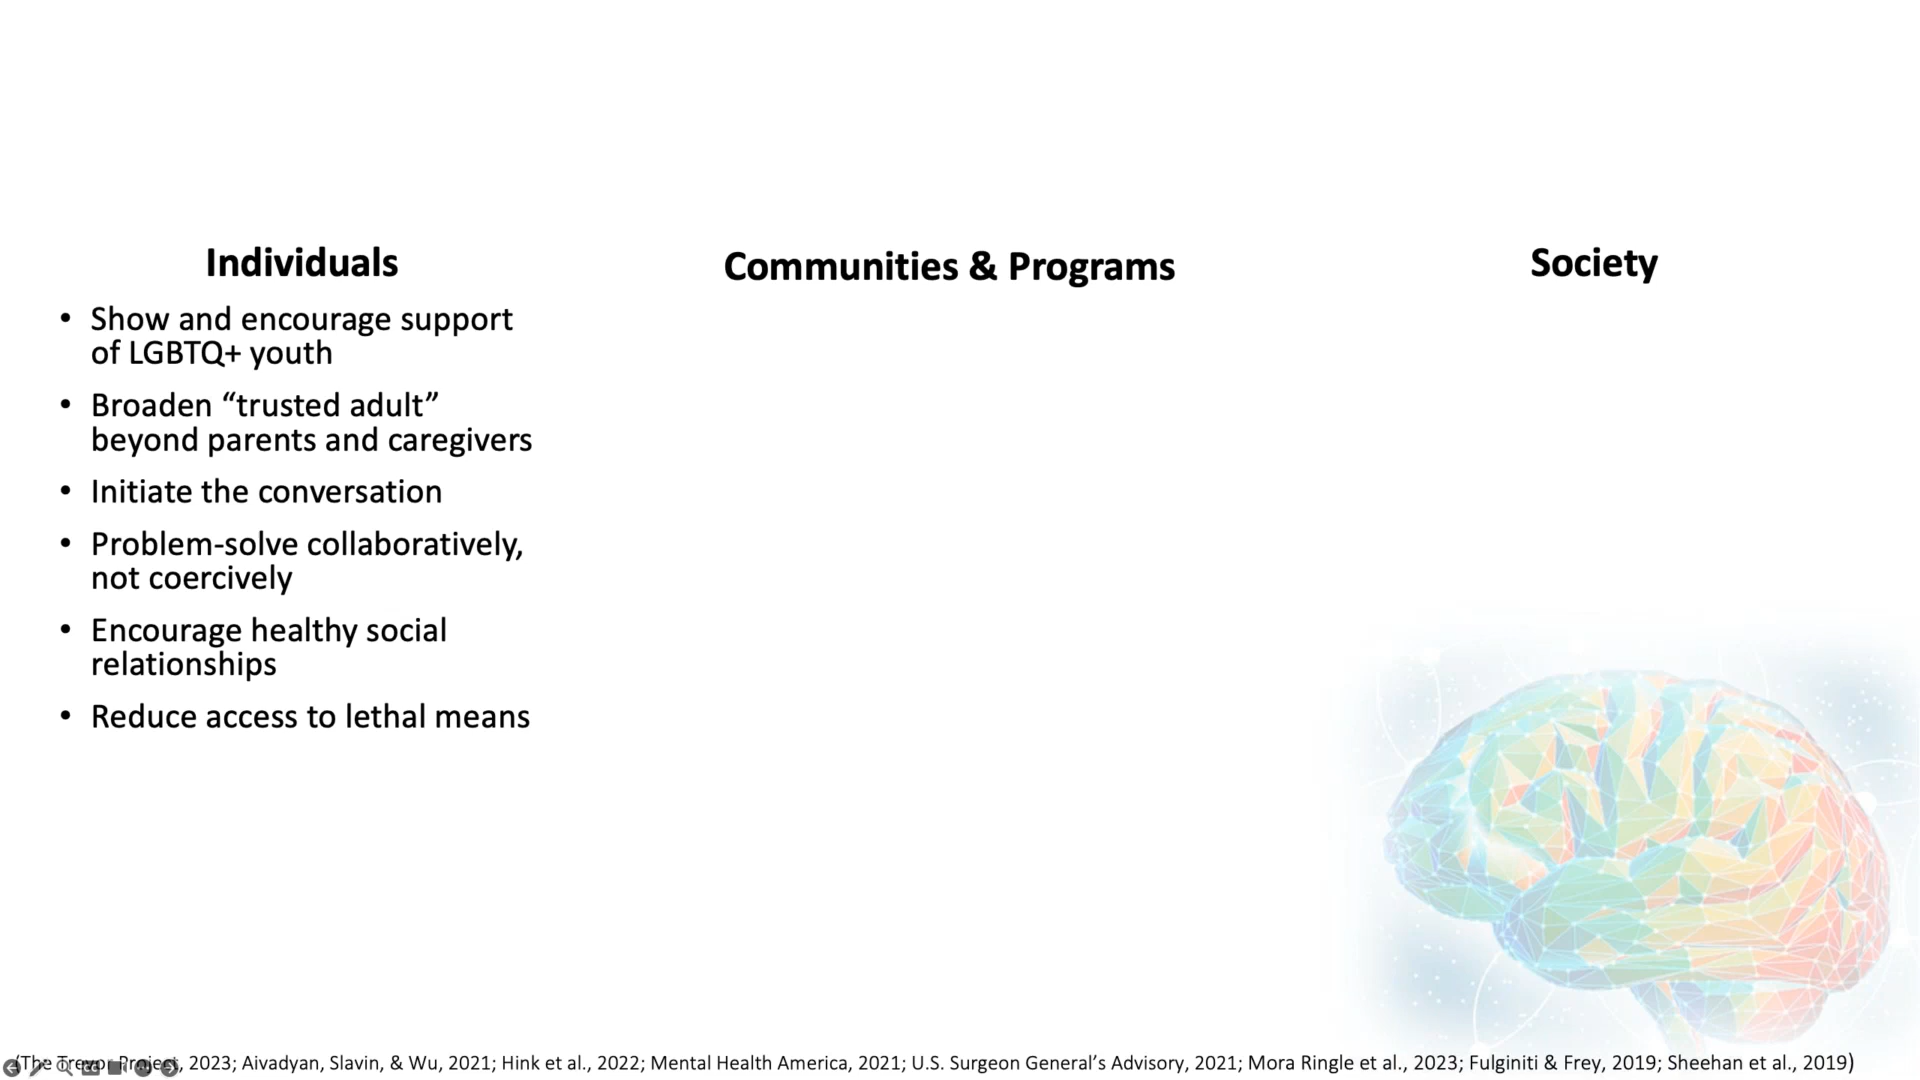 Individuals
Communities & Programs
Society
• Show and encourage support
of LGBTQ+ youth
• Broaden “trusted adult”
beyond parents and caregivers
• Initiate the conversation
• Problem-solve collaboratively,
not coercively
• Encourage healthy social
relationships
• Reduce access to lethal means
(The Trevor Project, 2023; Aivadyan, Slavin, & Wu, 2021; Hink et al., 2022; Mental Health America, 2021; U.S. Surgeon General’s Advisory, 2021; Mora Ringle et al., 2023; Fulginiti & Frey, 2019; Sheehan et al., 2019)